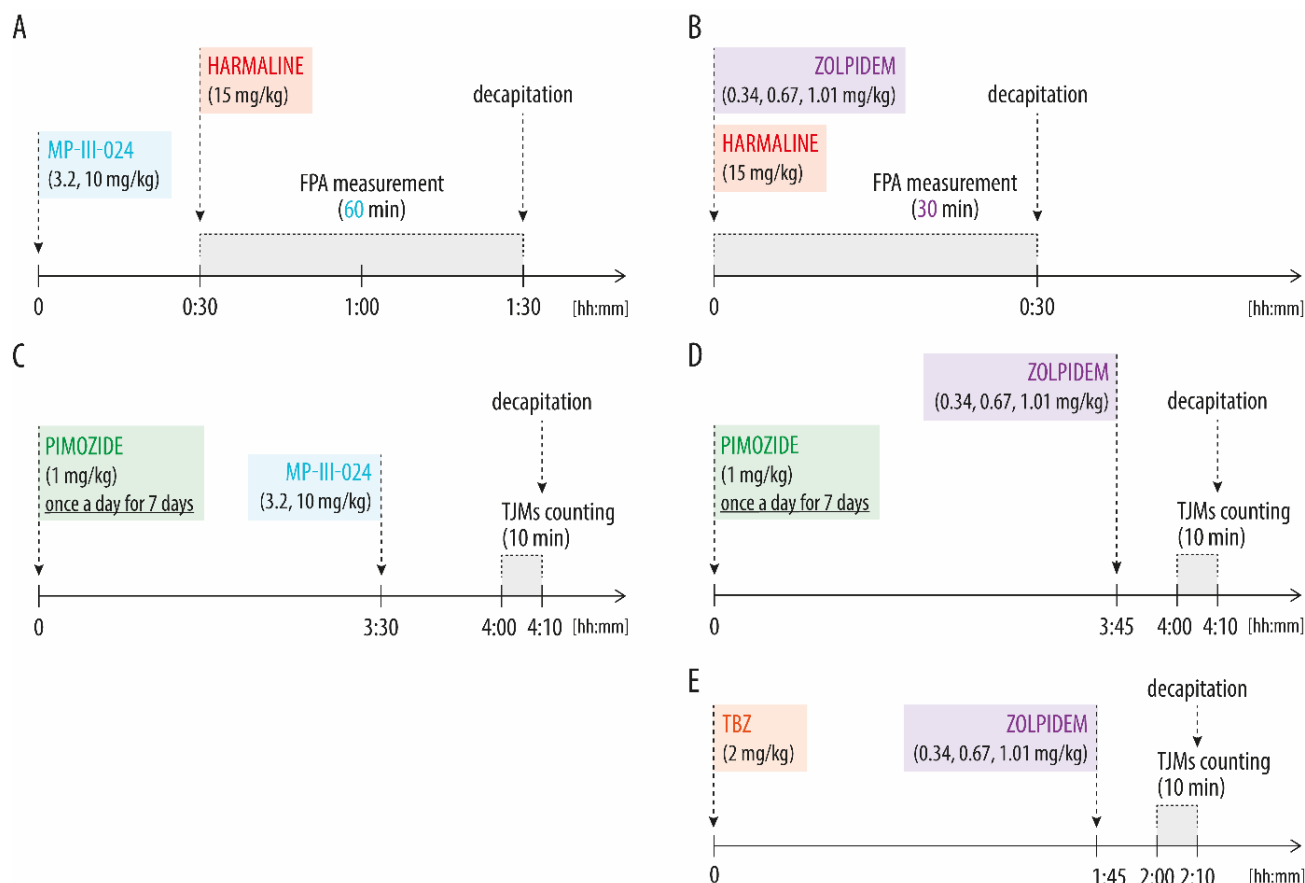 A
HARMALINE
(15 mg/kg)
decapitation
MP-III-024
(3.2, 10 mg/kg)
FPA measurement
(60 min)
0
0:30
1:00
1:30
[hh:mm]
B
ZOLPIDEM
(0.34, 0.67, 1.01 mg/kg)
decapitation
HARMALINE
(15 mg/kg)
FPA measurement
(30 min)
0
0:30
[hh:mm]
C
decapitation
PIMOZIDE
(1 mg/kg)
once a day for 7 days
MP-III-024
(3.2, 10 mg/kg)
TJMs counting
(10 min)
0
3:30
4:00
4:10
[hh:mm]
D
ZOLPIDEM
(0.34, 0.67, 1.01 mg/kg)
decapitation
PIMOZIDE
(1 mg/kg)
once a day for 7 days
TJMs counting
(10 min)
0
3:45
4:00
4:10
[hh:mm]
E
decapitation
TBZ
(2 mg/kg)
ZOLPIDEM
(0.34, 0.67, 1.01 mg/kg)
TJMs counting
(10 min)
0
1:45
2:00
2:10
[hh:mm]